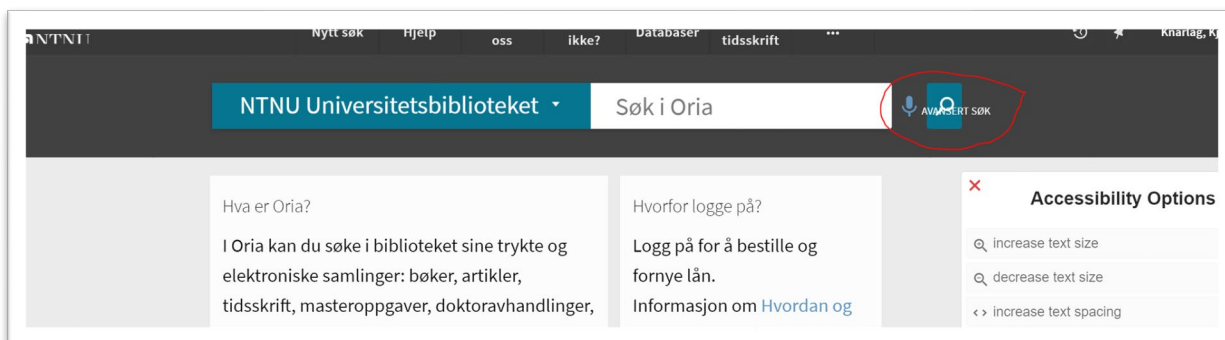 NTNU
Nytt søk
Hjelp
oss
ikke?
Databaser
tidsskrift
...
Knarlag, Kj
NTNU Universitetsbiblioteket
Søk i Oria
AVANSERT SØK
Hva er Oria?
I Oria kan du søke i biblioteket sine trykte og
elektroniske samlinger: bøker, artikler,
tidsskrift, masteroppgaver, doktoravhandlinger,
Hvorfor logge på?
Logg på for å bestille og
fornye lån.
Informasjon om Hvordan og
Accessibility Options
increase text size
decrease text size
increase text spacing